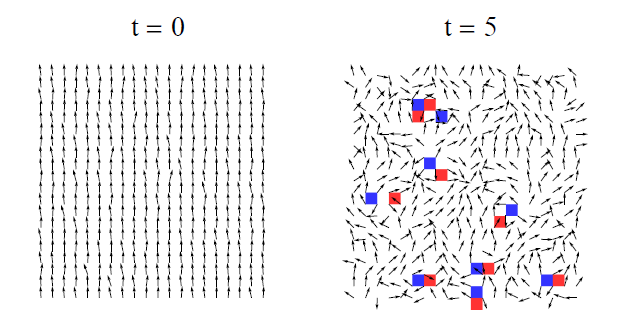 t = 0
t = 5